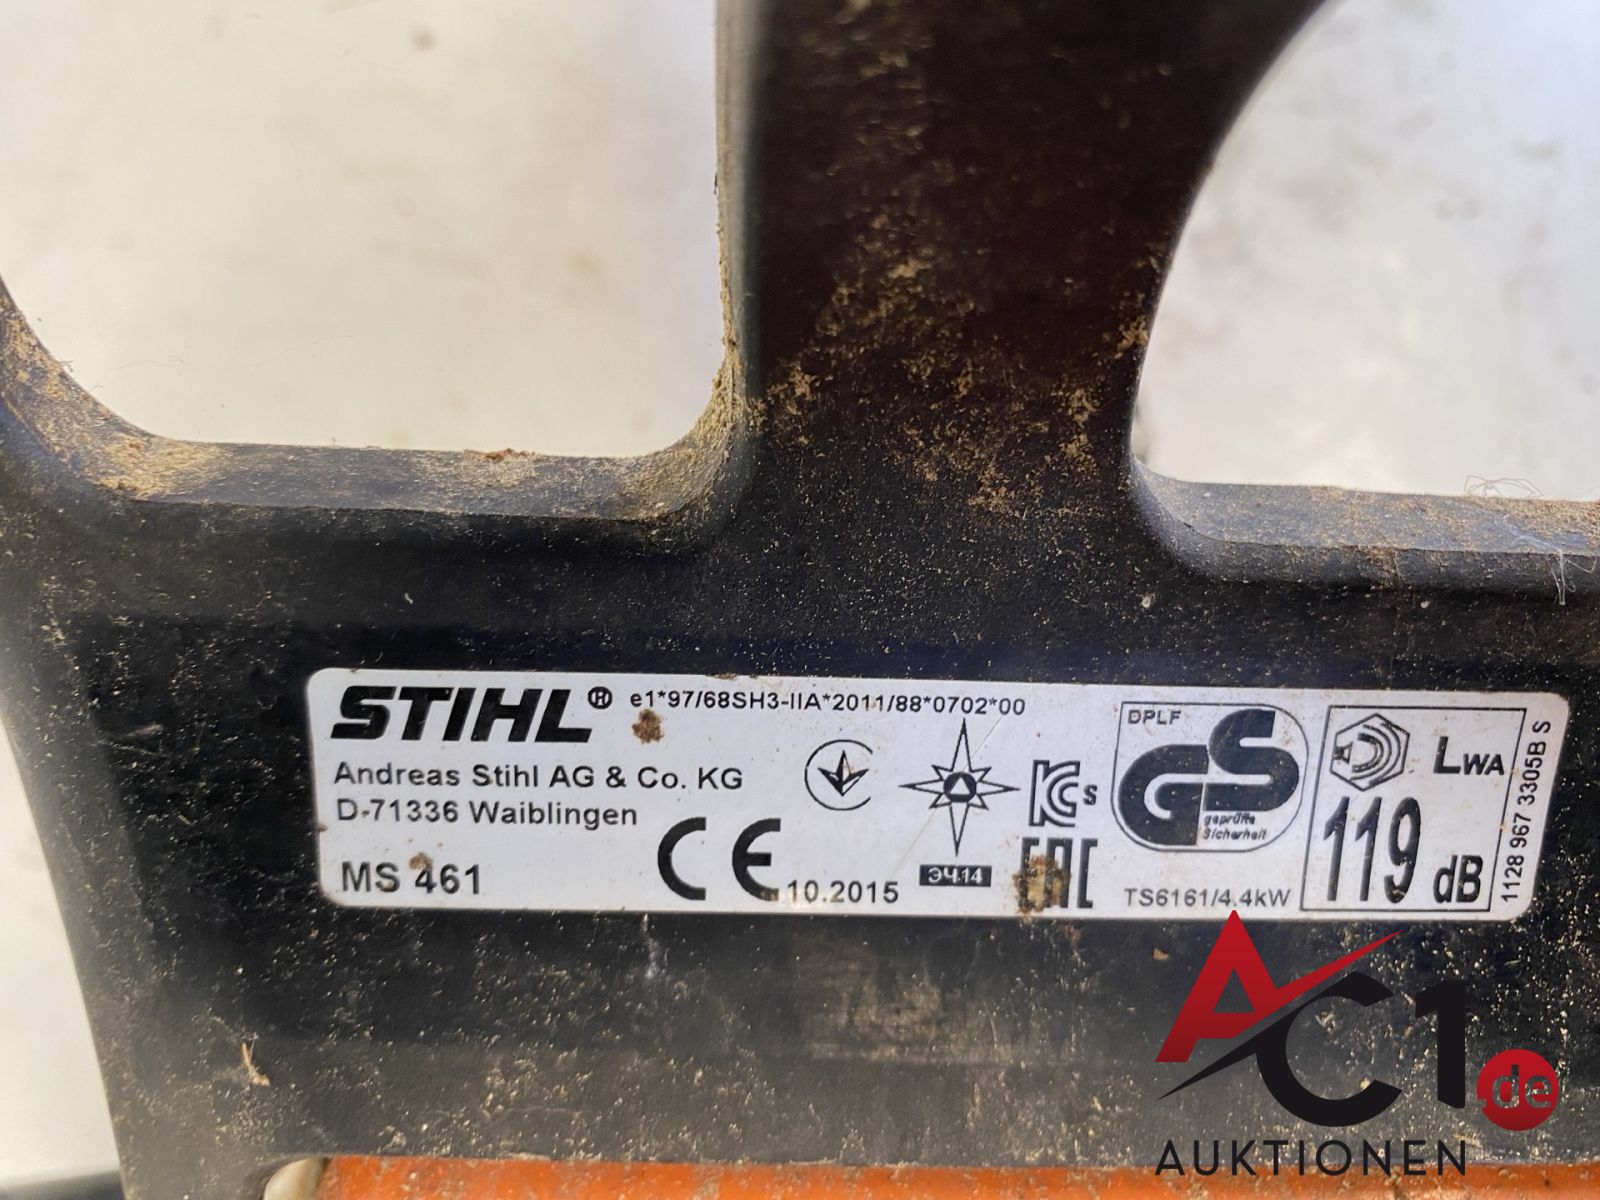 STIHL® e1*97/68SH3-IIA*2011/88*0702*00
Andreas Stihl AG & Co. KG
D-71336 Waiblingen
MS 461
CE 10.2015
ЭЧ14
KCs
EAC
DPLF
GS
geprüfte
Sicherheit
TS6161/4.4kW
LWA
119 dB
1128 967 3305B S
AC1.de
AUKTIONEN